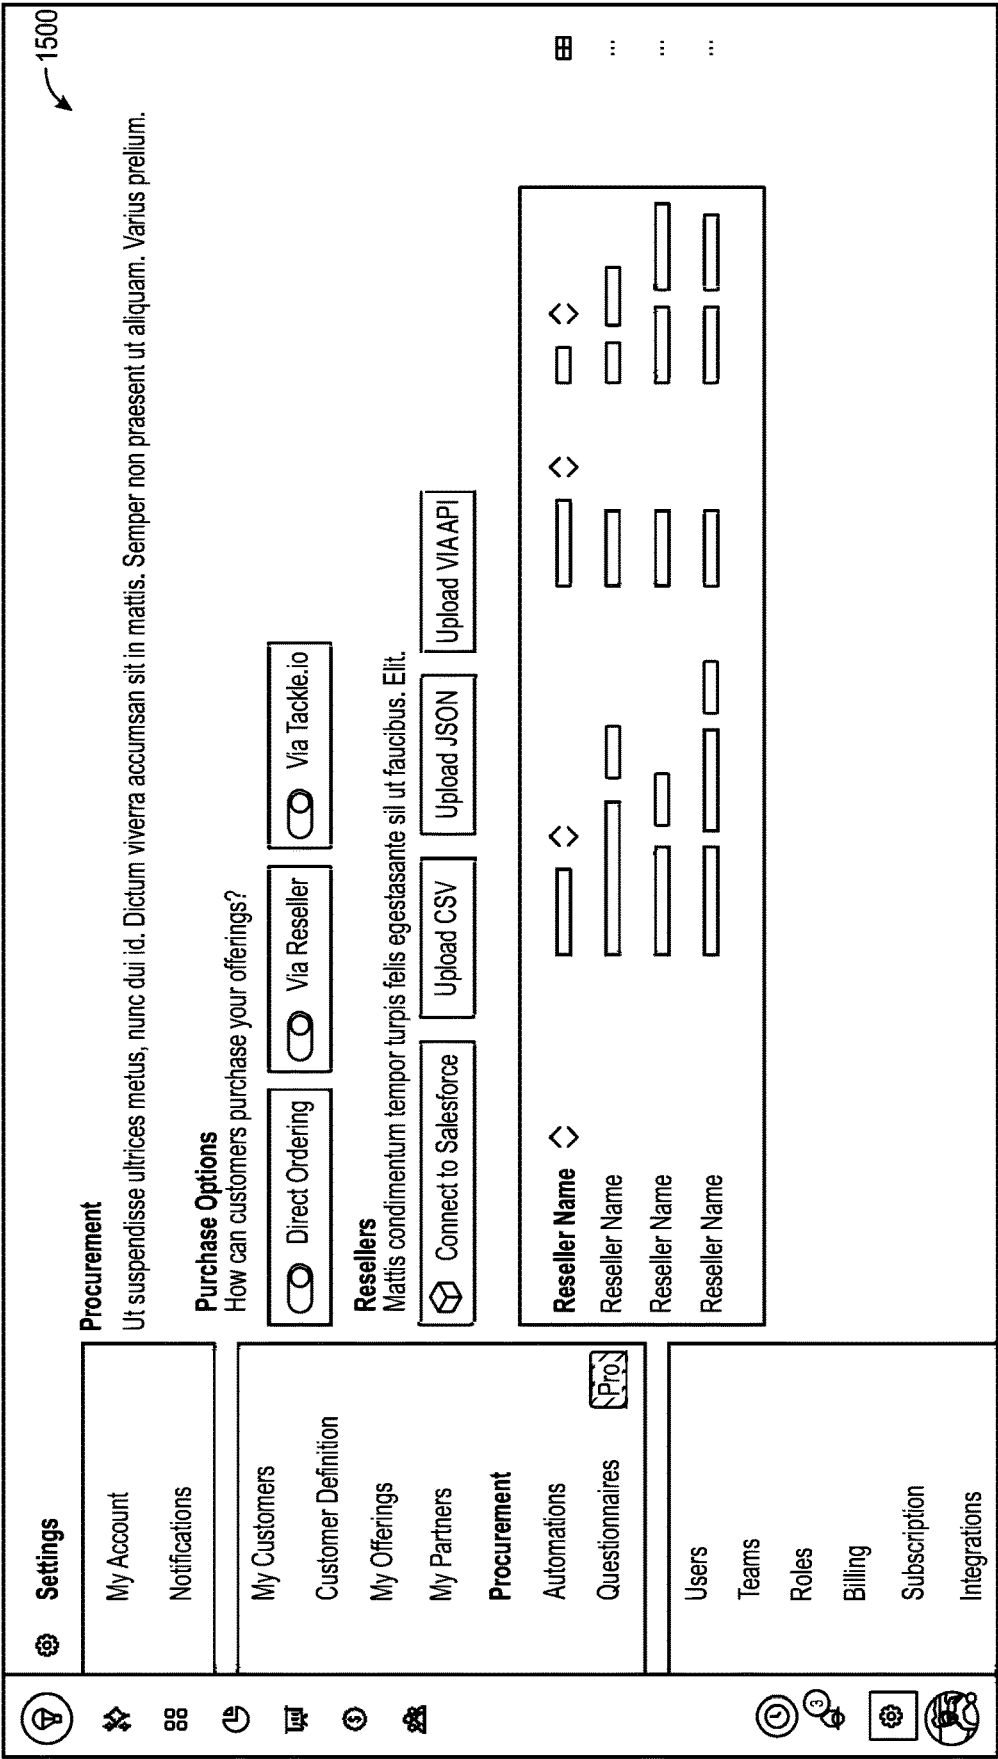 1500
Settings
My Account
Notifications
My Customers
Customer Definition
My Offerings
My Partners
Procurement
Automations
Questionnaires Pro
Users
Teams
Roles
Billing
Subscription
Integrations
3
Procurement
Ut suspendisse ultrices metus, nunc dui id. Dictum viverra accumsan sit in mattis. Semper non praesent ut aliquam. Varius prelium.
Purchase Options
How can customers purchase your offerings?
Direct Ordering Via Reseller Via Tackle.io
Resellers
Mattis condimentum tempor turpis felis egestasante sil ut faucibus. Elit.
Connect to Salesforce Upload CSV Upload JSON Upload VIA API
Reseller Name
Reseller Name
Reseller Name
Reseller Name